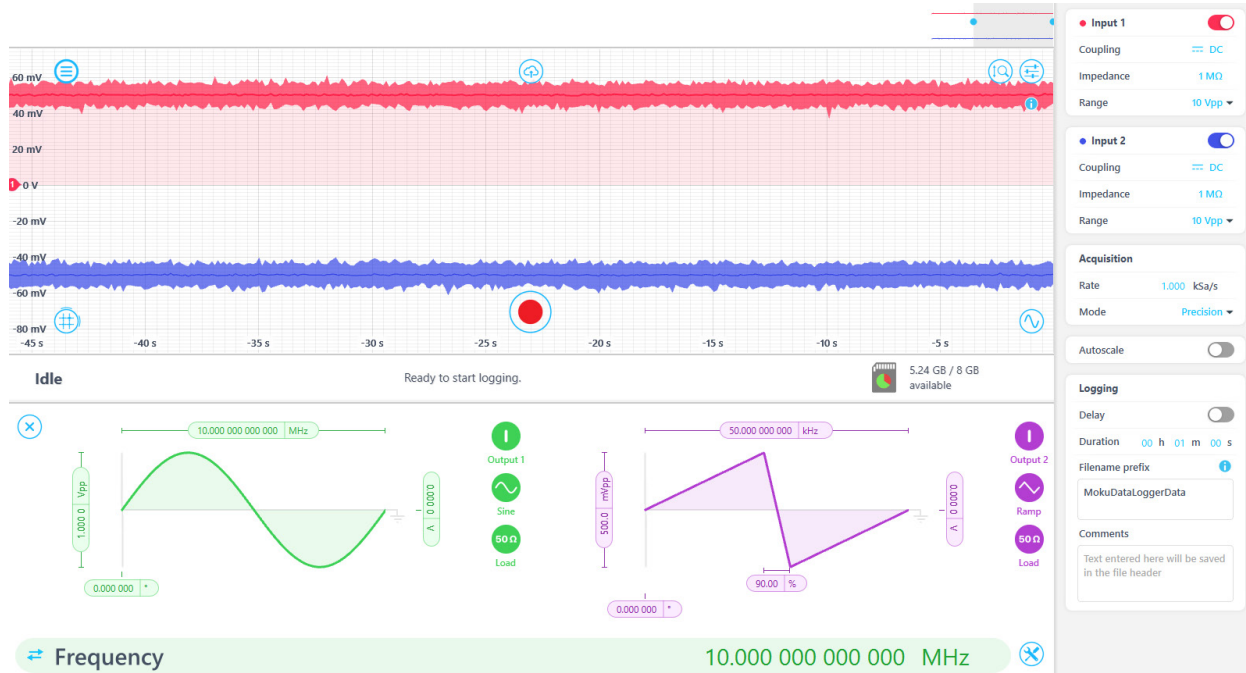 60 mV
40 mV
20 mV
1
0 V
-20 mV
-40 mV
-60 mV
-80 mV
-45 s
-40 s
-35 s
-30 s
-25 s
-20 s
-15 s
-10 s
-5 s
Idle
Ready to start logging.
5.24 GB / 8 GB
available
10.000 000 000 000 MHz
1.000 0 Vpp
0.000 0 V
0.000 000 °
Output 1
Sine
50 Ω
Load
50.000 000 000 kHz
500.0 mVpp
0.000 0 V
90.00 %
0.000 000 °
Output 2
Ramp
50 Ω
Load
Frequency
10.000 000 000 000 MHz
Input 1
Coupling DC
Impedance 1 MΩ
Range 10 Vpp
Input 2
Coupling DC
Impedance 1 MΩ
Range 10 Vpp
Acquisition
Rate 1.000 kSa/s
Mode Precision
Autoscale
Logging
Delay
Duration 00 h 01 m 00 s
Filename prefix
MokuDataLoggerData
Comments
Text entered here will be saved
in the file header